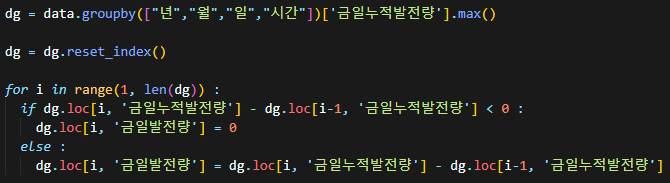 dg = data.groupby(["년","월","일","시간"])['금일누적발전량'].max()
dg = dg.reset_index()
for i in range(1, len(dg)) :
if dg.loc[i, '금일누적발전량'] - dg.loc[i-1, '금일누적발전량'] < 0 :
dg.loc[i, '금일발전량'] = 0
else :
dg.loc[i, '금일발전량'] = dg.loc[i, '금일누적발전량'] - dg.loc[i-1, '금일누적발전량']